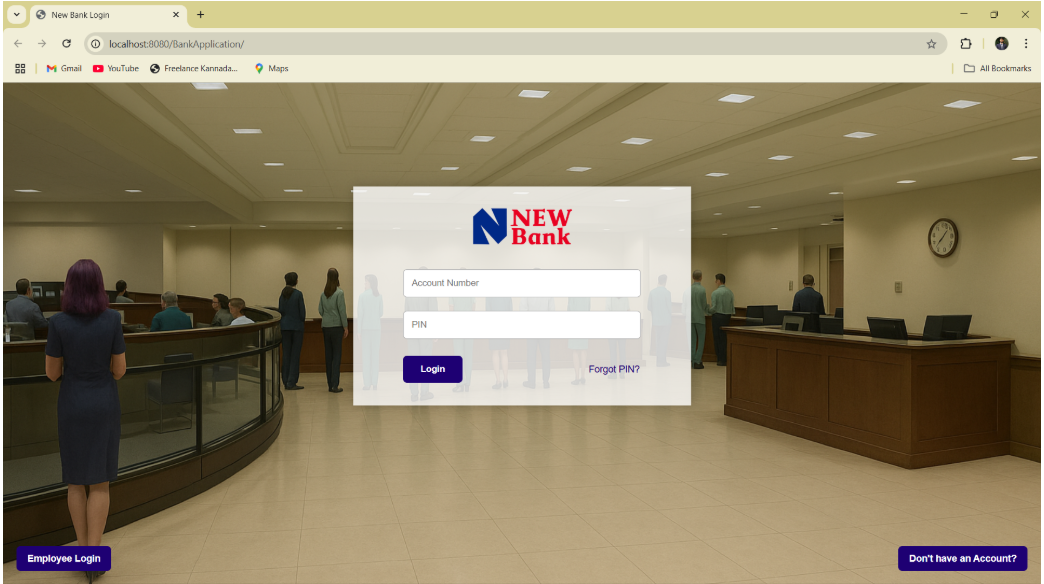 New Bank Login
localhost:8080/BankApplication/
Gmail YouTube Freelance Kannada... Maps All Bookmarks
NEW
Bank
Account Number
PIN
Login Forgot PIN?
Employee Login Don't have an Account?